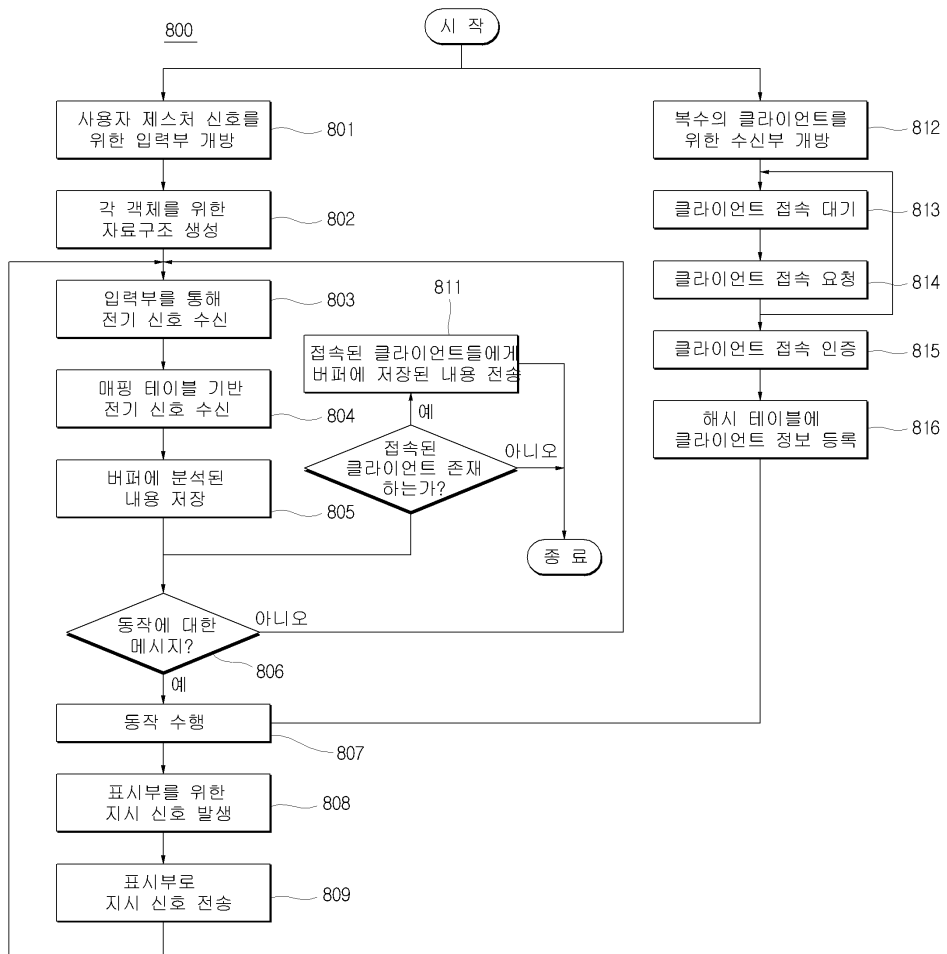 800
시 작
사용자 제스처 신호를
위한 입력부 개방
801
각 객체를 위한
자료구조 생성
802
입력부를 통해
전기 신호 수신
803
매핑 테이블 기반
전기 신호 수신
804
버퍼에 분석된
내용 저장
805
동작에 대한
메시지?
806
아니오
예
동작 수행
807
표시부를 위한
지시 신호 발생
808
표시부로
지시 신호 전송
809
811
접속된 클라이언트들에게
버퍼에 저장된 내용 전송
예
접속된
클라이언트 존재
하는가?
아니오
종 료
복수의 클라이언트를
위한 수신부 개방
812
클라이언트 접속 대기
813
클라이언트 접속 요청
814
클라이언트 접속 인증
815
해시 테이블에
클라이언트 정보 등록
816